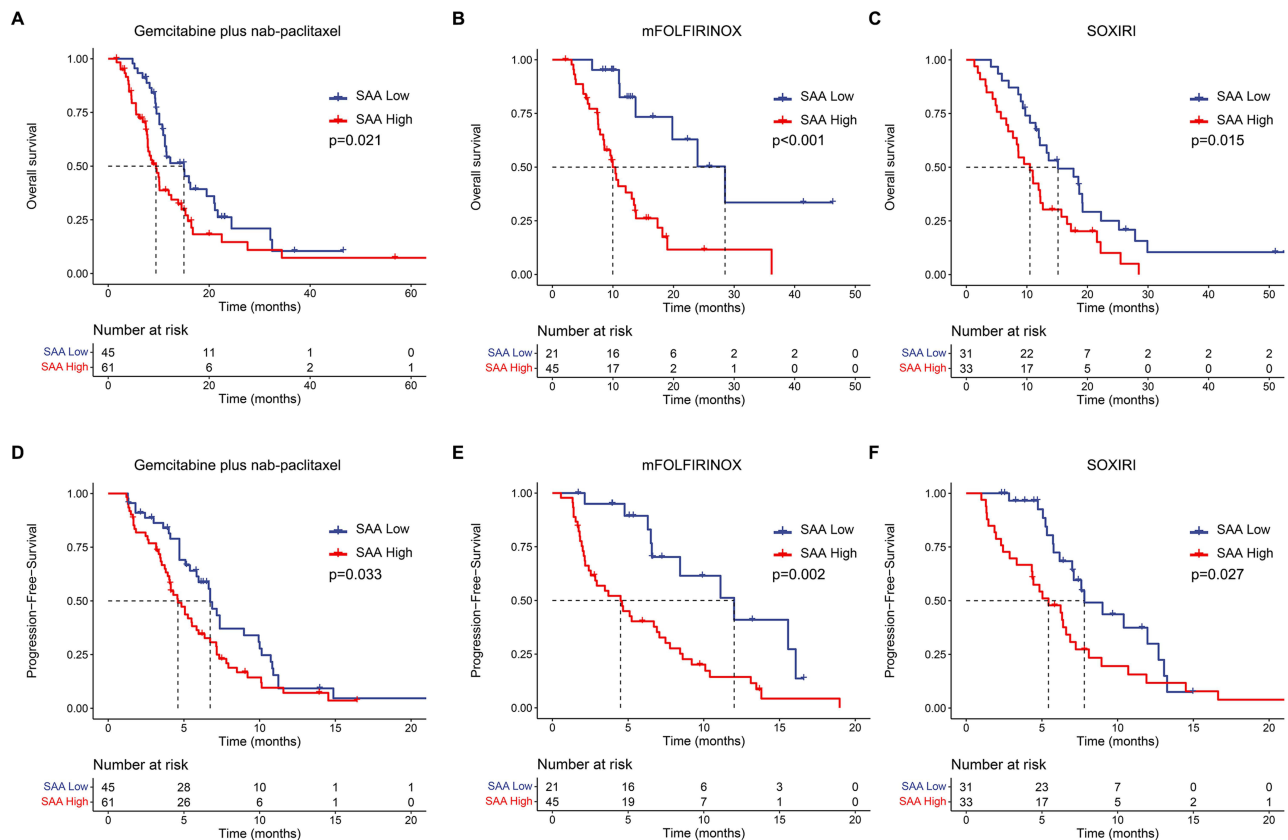 A
Gemcitabine plus nab-paclitaxel
Overall survival
1.00
0.75
0.50
0.25
0.00
SAA Low
SAA High
p=0.021
0 20 40 60
Time (months)
Number at risk
SAA Low 45 11 1 0
SAA High 61 6 2 1
0 20 40 60
Time (months)
B
mFOLFIRINOX
Overall survival
1.00
0.75
0.50
0.25
0.00
SAA Low
SAA High
p<0.001
0 10 20 30 40 50
Time (months)
Number at risk
SAA Low 21 16 6 2 2 0
SAA High 45 17 2 1 0 0
0 10 20 30 40 50
Time (months)
C
SOXIRI
Overall survival
1.00
0.75
0.50
0.25
0.00
SAA Low
SAA High
p=0.015
0 10 20 30 40 50
Time (months)
Number at risk
SAA Low 31 22 7 2 2 2
SAA High 33 17 5 0 0 0
0 10 20 30 40 50
Time (months)
D
Gemcitabine plus nab-paclitaxel
Progression−Free−Survival
1.00
0.75
0.50
0.25
0.00
SAA Low
SAA High
p=0.033
0 5 10 15 20
Time (months)
Number at risk
SAA Low 45 28 10 1 1
SAA High 61 26 6 1 0
0 5 10 15 20
Time (months)
E
mFOLFIRINOX
Progression−Free−Survival
1.00
0.75
0.50
0.25
0.00
SAA Low
SAA High
p=0.002
0 5 10 15 20
Time (months)
Number at risk
SAA Low 21 16 6 3 0
SAA High 45 19 7 1 0
0 5 10 15 20
Time (months)
F
SOXIRI
Progression−Free−Survival
1.00
0.75
0.50
0.25
0.00
SAA Low
SAA High
p=0.027
0 5 10 15 20
Time (months)
Number at risk
SAA Low 31 23 7 0 0
SAA High 33 17 5 2 1
0 5 10 15 20
Time (months)